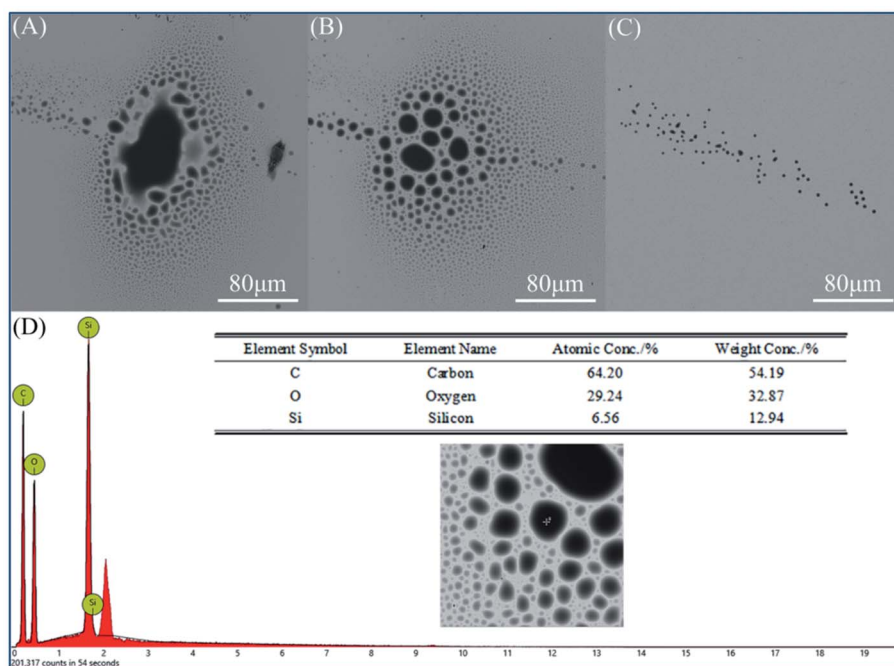 (A)
(B)
(C)
80μm
80μm
80μm
(D)
Si
Element Symbol Element Name Atomic Conc./% Weight Conc./%
C Carbon 64.20 54.19
C
O Oxygen 29.24 32.87
Si Silicon 6.56 12.94
O
Si
0 1 2 3 4 5 6 7 8 9 10 11 12 13 14 15 16 17 18 19
201,317 counts in 54 seconds